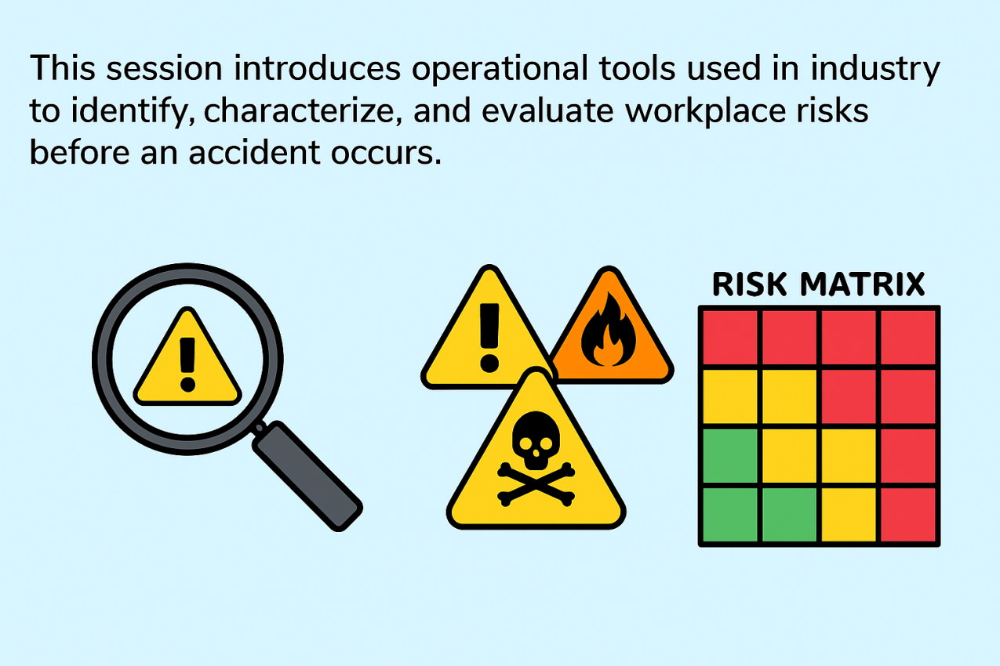 This session introduces operational tools used in industry
to identify, characterize, and evaluate workplace risks
before an accident occurs.
RISK MATRIX